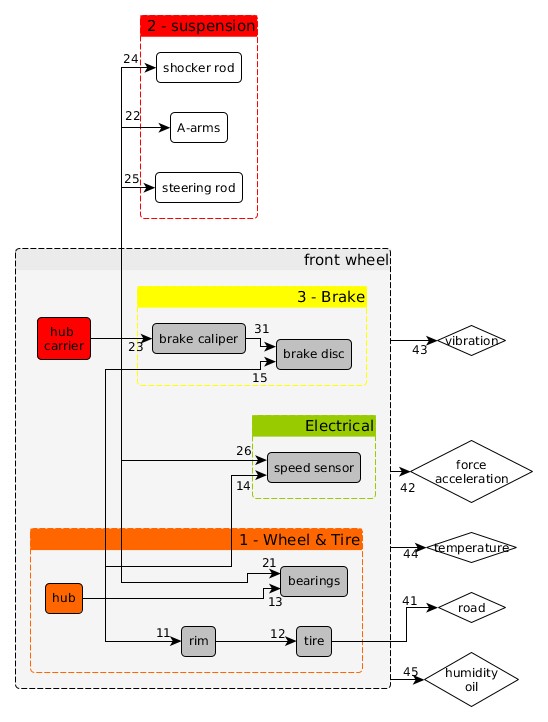 2 - suspension
24
shocker rod
22
A-arms
25
steering rod
front wheel
3 - Brake
hub
carrier
23
brake caliper
31
brake disc
15
vibration
43
Electrical
26
speed sensor
14
force
acceleration
42
1 - Wheel & Tire
temperature
44
21
bearings
hub
13
41
road
11
rim
12
tire
45
humidity
oil